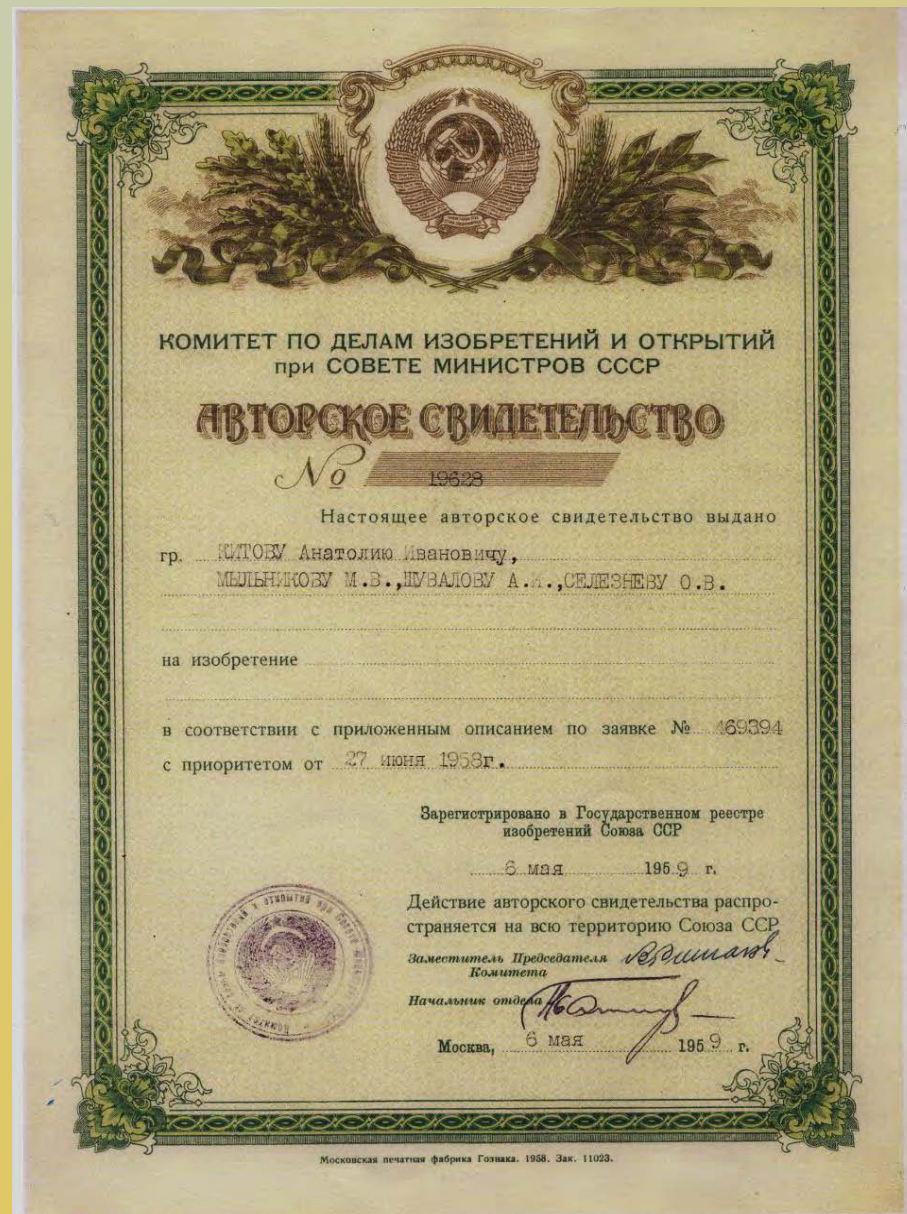 КОМИТЕТ ПО ДЕЛАМ ИЗОБРЕТЕНИЙ И ОТКРЫТИЙ
при СОВЕТЕ МИНИСТРОВ СССР
АВТОРСКОЕ СВИДЕТЕЛЬСТВО
№ 19628
Настоящее авторское свидетельство выдано
гр. КИТОВУ Анатолию Ивановичу,
МЫЛЬНИКОВУ М.В., ШУВАЛОВУ СЕЛЕЗНЕВУ О.В.
на изобретение
в соответствии с приложенным описанием по заявке № 469394
с приоритетом от 27 июня 1958г.
Зарегистрировано в Государственном реестре
изобретений Союза ССР
6 мая 1959 г.
Действие авторского свидетельства распро-
страняется на всю территорию Союза ССР
Заместитель Председателя
Комитета
Начальник отдела
Москва, 6 мая 1959 г.
Московская печатная фабрика Гознака. 1958. Зак. 11023.